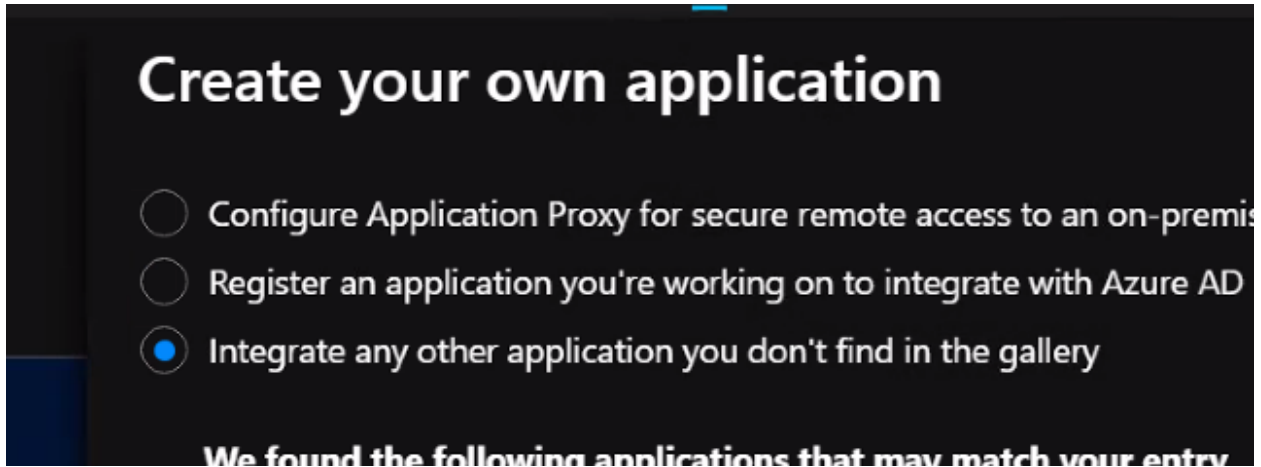 Create your own application
Configure Application Proxy for secure remote access to an on-premis
Register an application you're working on to integrate with Azure AD
Integrate any other application you don't find in the gallery
We found the following applications that may match your entry